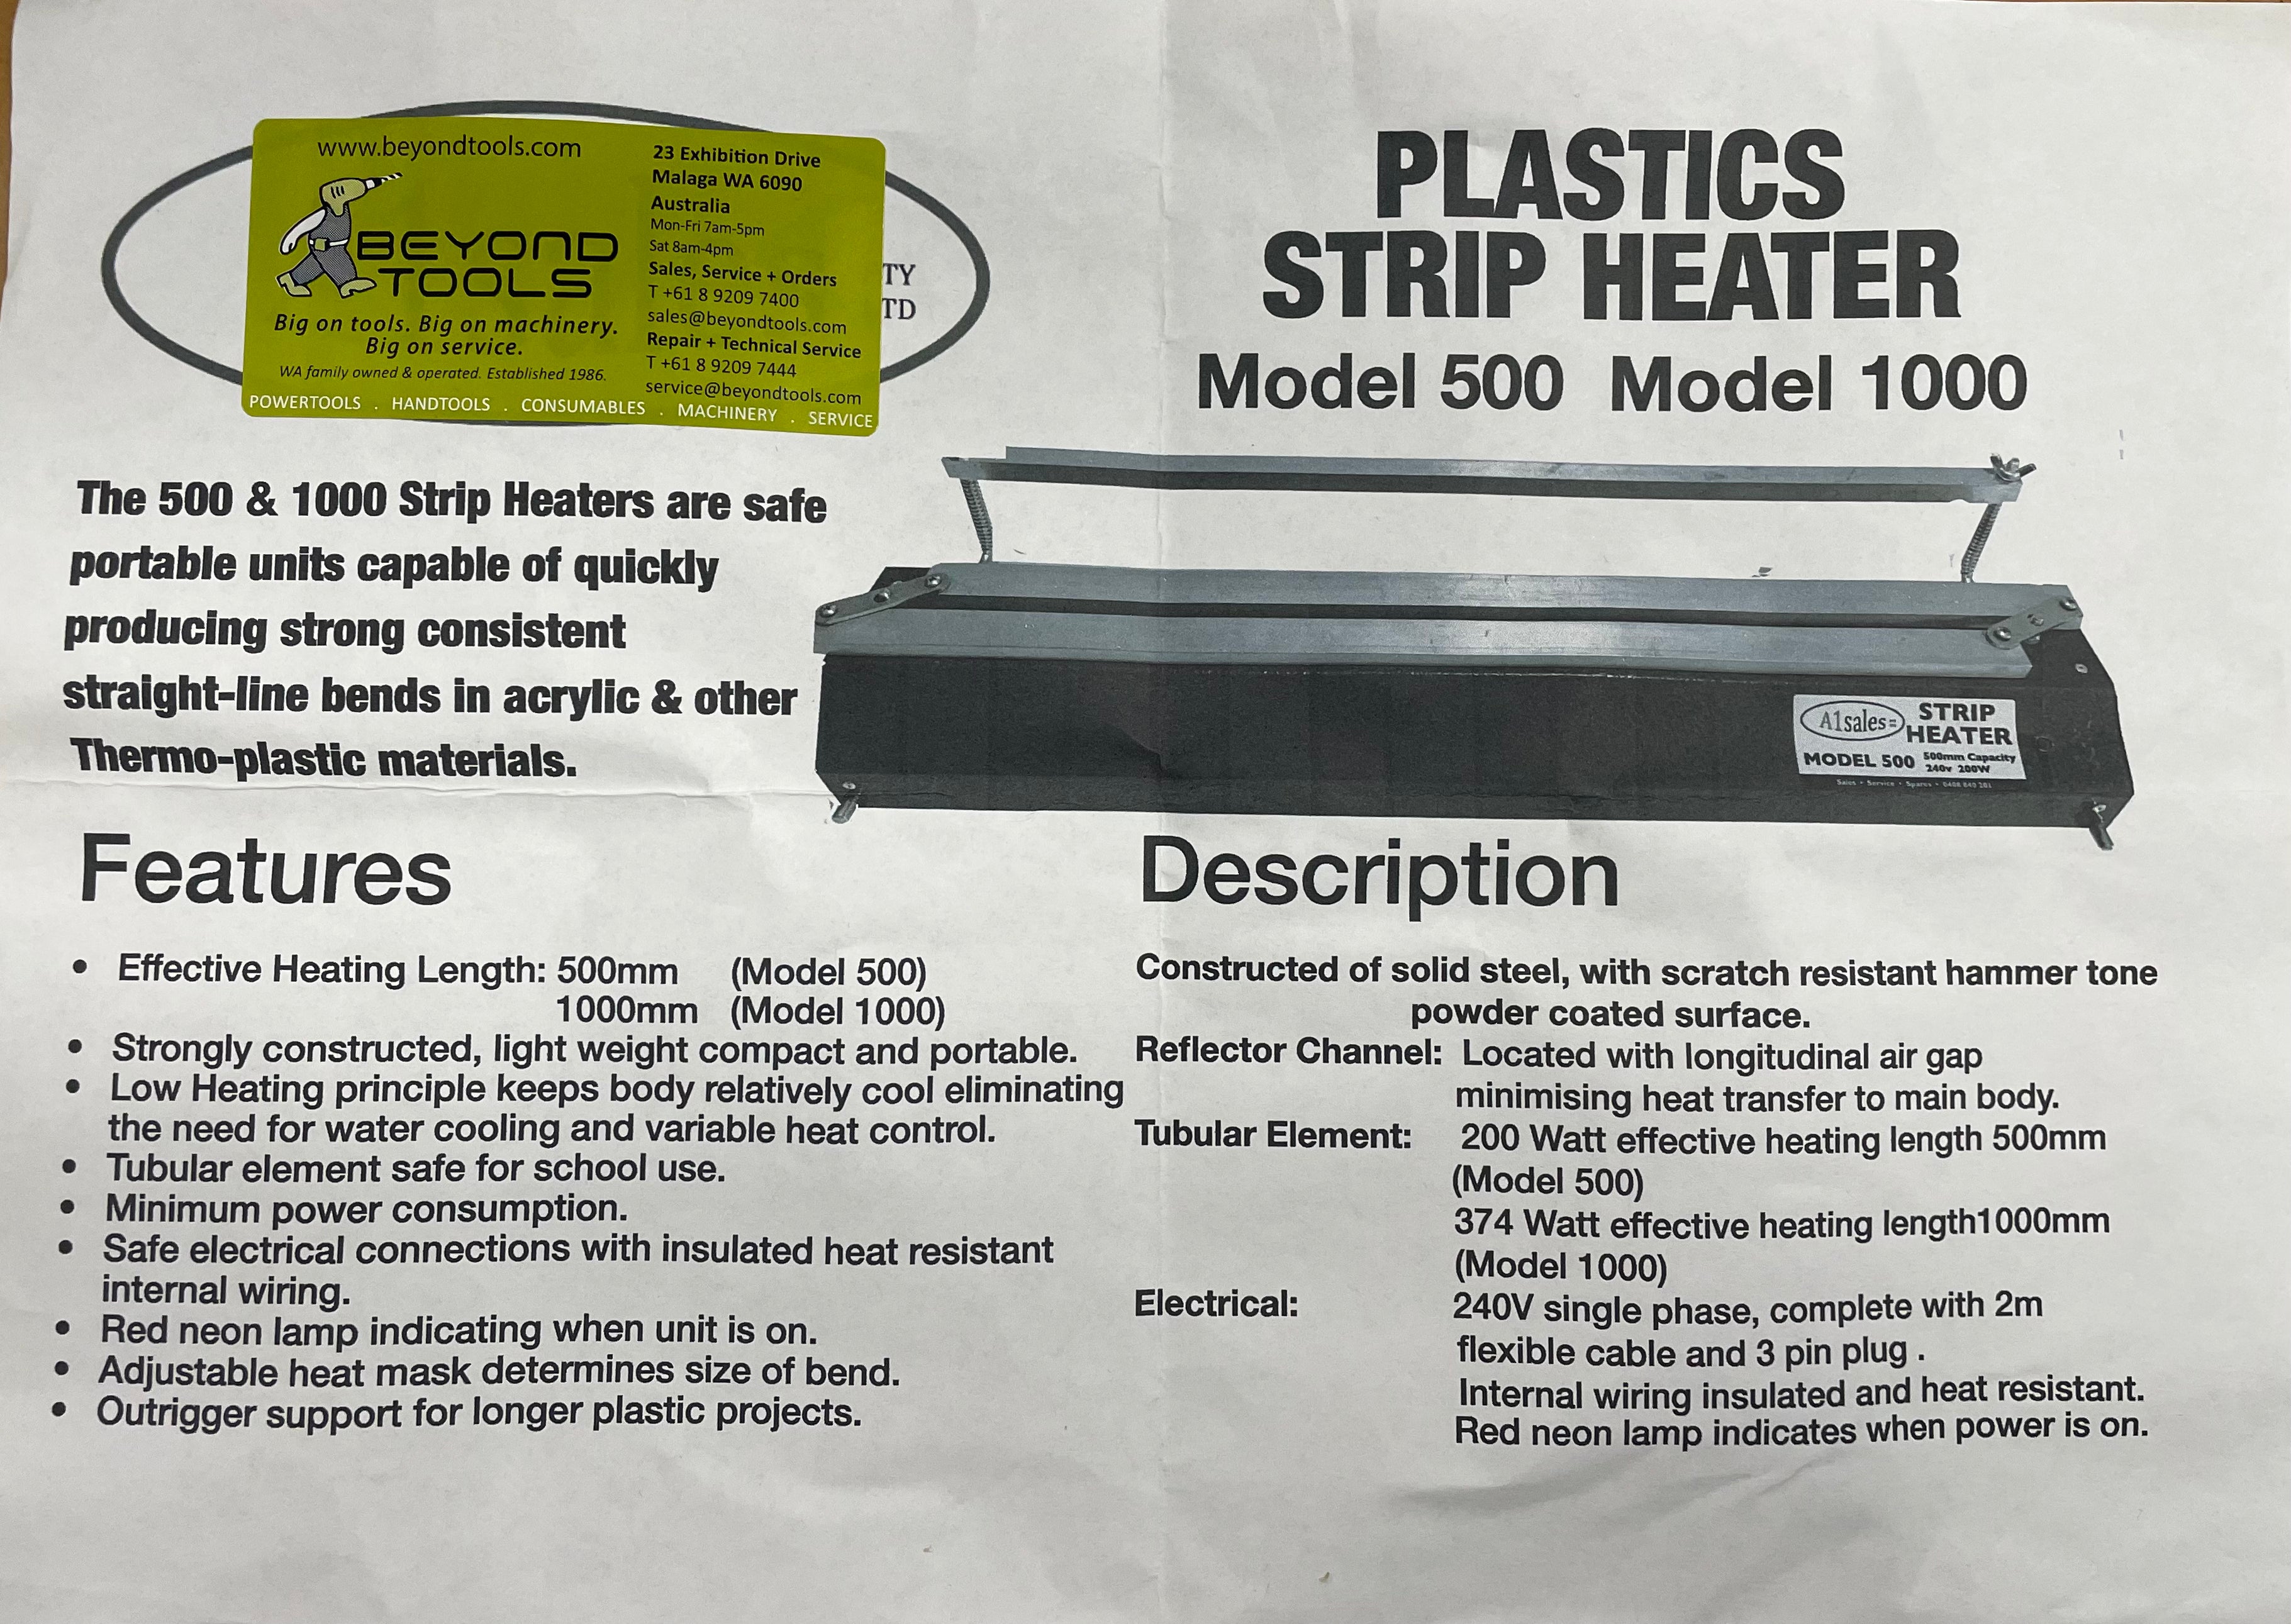 www.beyondtools.com
BEYOND
TOOLS
Big on tools. Big on machinery.
Big on service.
WA family owned & operated. Established 1986.
23 Exhibition Drive
Malaga WA 6090
Australia
Mon-Fri 7am-5pm
Sat 8am-4pm
Sales, Service + Orders
T +61 8 9209 7400
sales@beyondtools.com
Repair + Technical Service
T +61 8 9209 7444
service@beyondtools.com
POWERTOOLS . HANDTOOLS . CONSUMABLES . MACHINERY . SERVICE
TY
TD
PLASTICS
STRIP HEATER
Model 500 Model 1000
The 500 & 1000 Strip Heaters are safe
portable units capable of quickly
producing strong consistent
straight-line bends in acrylic & other
Thermo-plastic materials.
A1sales
STRIP
HEATER
MODEL 500 500mm Capacity
240v 200W
Sales • Service • Spares •
Features
• Effective Heating Length: 500mm (Model 500)
1000mm (Model 1000)
• Strongly constructed, light weight compact and portable.
• Low Heating principle keeps body relatively cool eliminating
the need for water cooling and variable heat control.
• Tubular element safe for school use.
• Minimum power consumption.
• Safe electrical connections with insulated heat resistant
internal wiring.
• Red neon lamp indicating when unit is on.
• Adjustable heat mask determines size of bend.
• Outrigger support for longer plastic projects.
Description
Constructed of solid steel, with scratch resistant hammer tone
powder coated surface.
Reflector Channel: Located with longitudinal air gap
minimising heat transfer to main body.
Tubular Element: 200 Watt effective heating length 500mm
(Model 500)
374 Watt effective heating length1000mm
(Model 1000)
Electrical: 240V single phase, complete with 2m
flexible cable and 3 pin plug .
Internal wiring insulated and heat resistant.
Red neon lamp indicates when power is on.